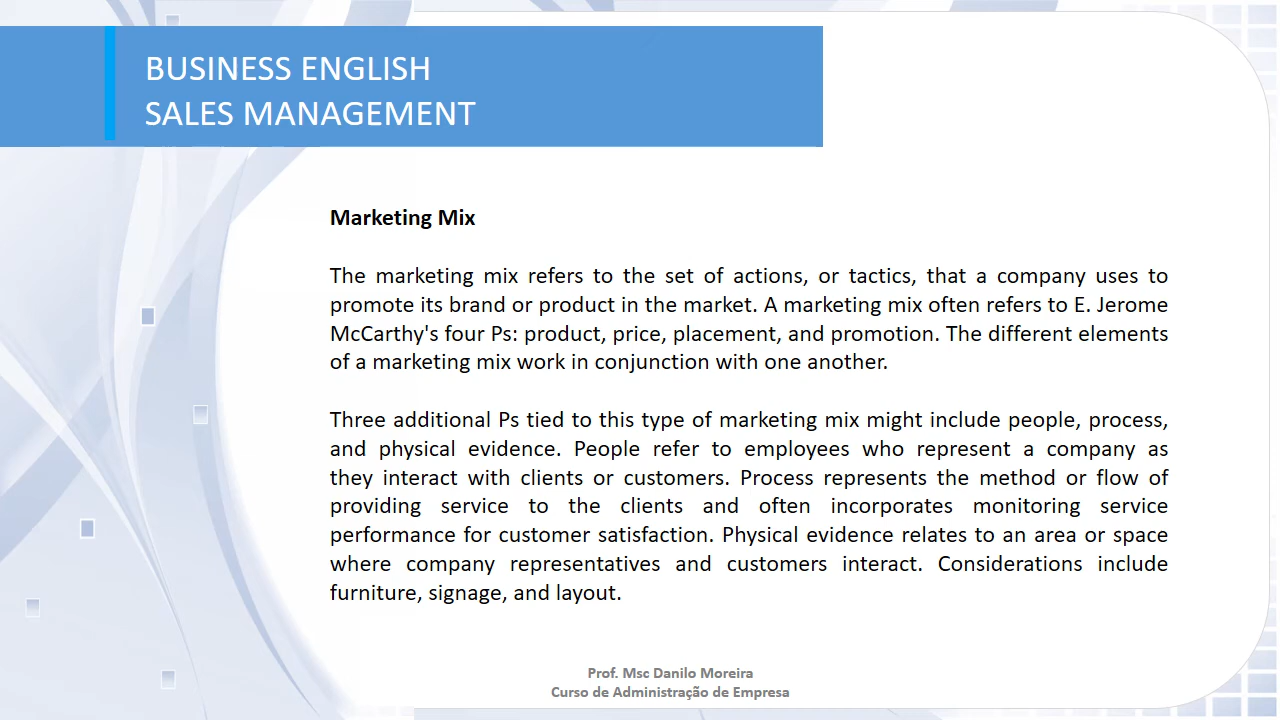 BUSINESS ENGLISH
SALES MANAGEMENT
Marketing Mix
The marketing mix refers to the set of actions, or tactics, that a company uses to
promote its brand or product in the market. A marketing mix often refers to E. Jerome
McCarthy's four Ps: product, price, placement, and promotion. The different elements
of a marketing mix work in conjunction with one another.
Three additional Ps tied to this type of marketing mix might include people, process,
and physical evidence. People refer to employees who represent a company as
they interact with clients or customers. Process represents the method or flow of
providing service to the clients and often incorporates monitoring service
performance for customer satisfaction. Physical evidence relates to an area or space
where company representatives and customers interact. Considerations include
furniture, signage, and layout.
Prof. Msc Danilo Moreira
Curso de Administração de Empresa